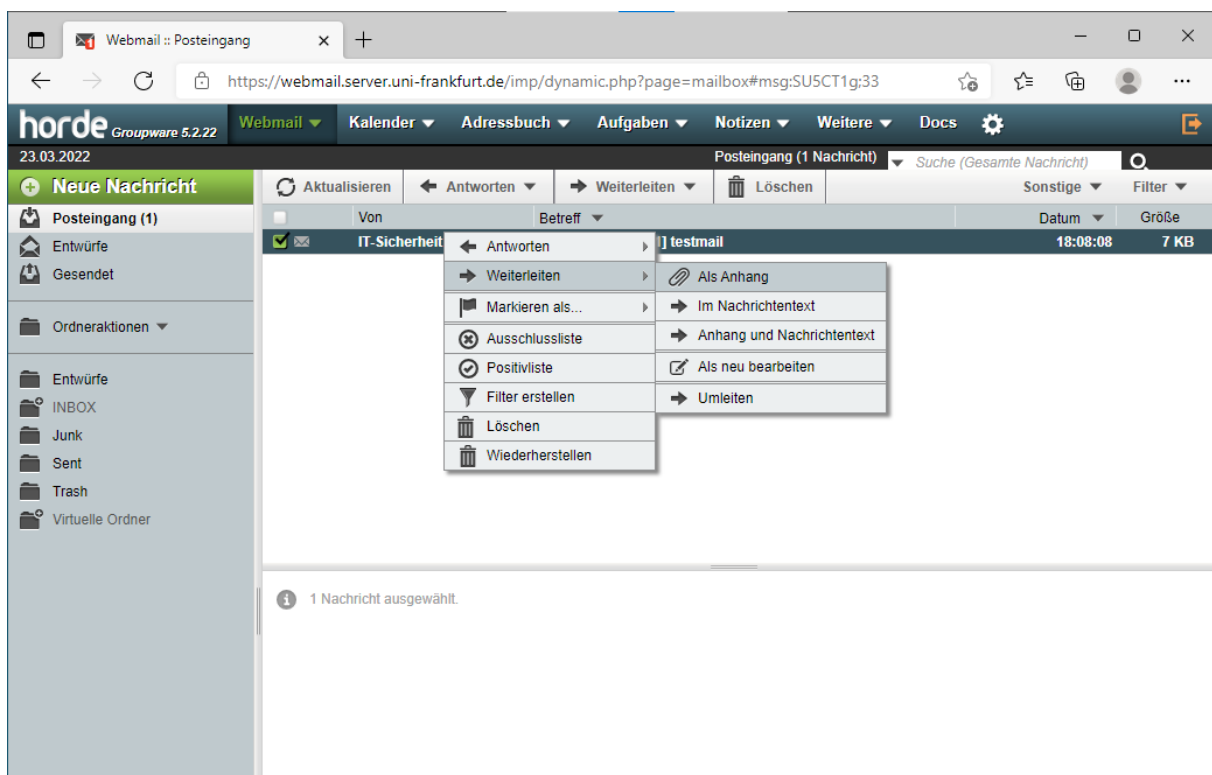 Webmail :: Posteingang
https://webmail.server.uni-frankfurt.de/imp/dynamic.php?page=mailbox#msg:SU5CT1g;33
horde Groupware 5.2.22 Webmail Kalender Adressbuch Aufgaben Notizen Weitere Docs
23.03.2022 Posteingang (1 Nachricht) Suche (Gesamte Nachricht)
Neue Nachricht Aktualisieren Antworten Weiterleiten Löschen Sonstige Filter
Posteingang (1) Von Betreff Datum Größe
Entwürfe IT-Sicherheit ] testmail 18:08:08 7 KB
Gesendet
Ordneraktionen
Entwürfe
INBOX
Junk
Sent
Trash
Virtuelle Ordner
Antworten
Weiterleiten
Markieren als...
Ausschlussliste
Positivliste
Filter erstellen
Löschen
Wiederherstellen
Als Anhang
Im Nachrichtentext
Anhang und Nachrichtentext
Als neu bearbeiten
Umleiten
1 Nachricht ausgewählt.